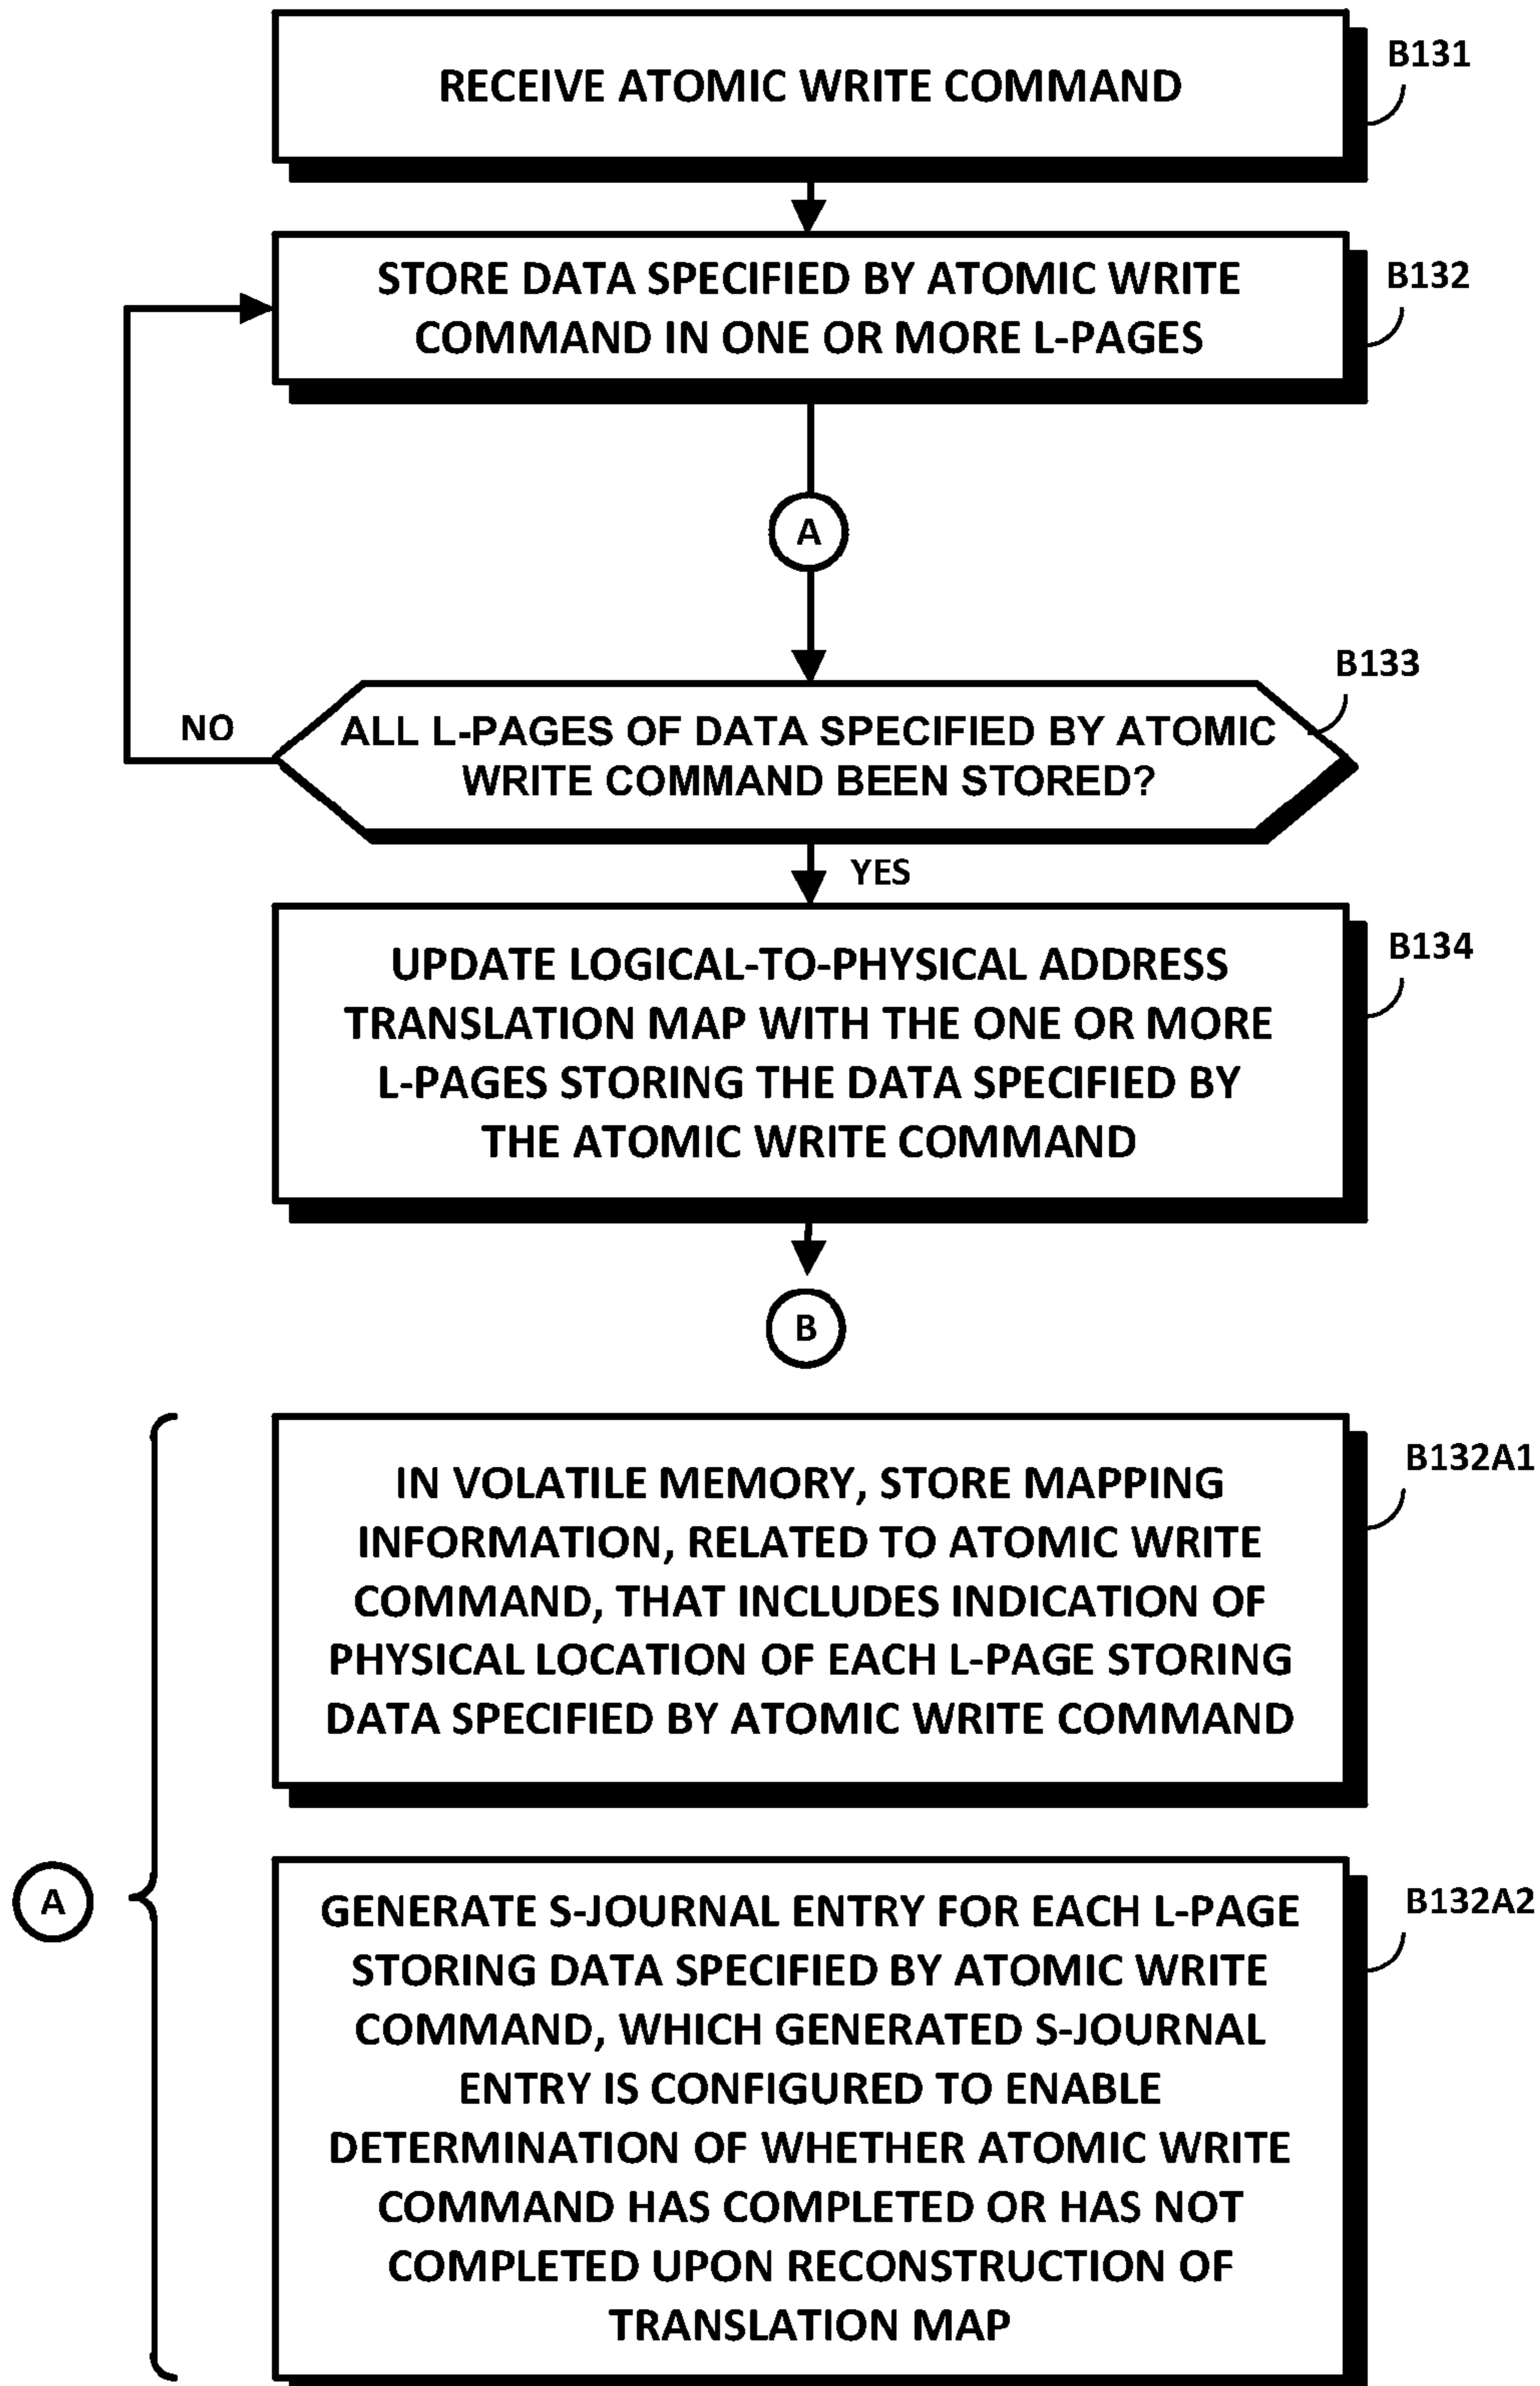 RECEIVE ATOMIC WRITE COMMAND
B131
STORE DATA SPECIFIED BY ATOMIC WRITE
COMMAND IN ONE OR MORE L-PAGES
B132
A
B133
NO
ALL L-PAGES OF DATA SPECIFIED BY ATOMIC
WRITE COMMAND BEEN STORED?
YES
UPDATE LOGICAL-TO-PHYSICAL ADDRESS
TRANSLATION MAP WITH THE ONE OR MORE
L-PAGES STORING THE DATA SPECIFIED BY
THE ATOMIC WRITE COMMAND
B134
B
IN VOLATILE MEMORY, STORE MAPPING
INFORMATION, RELATED TO ATOMIC WRITE
COMMAND, THAT INCLUDES INDICATION OF
PHYSICAL LOCATION OF EACH L-PAGE STORING
DATA SPECIFIED BY ATOMIC WRITE COMMAND
B132A1
A
GENERATE S-JOURNAL ENTRY FOR EACH L-PAGE
STORING DATA SPECIFIED BY ATOMIC WRITE
COMMAND, WHICH GENERATED S-JOURNAL
ENTRY IS CONFIGURED TO ENABLE
DETERMINATION OF WHETHER ATOMIC WRITE
COMMAND HAS COMPLETED OR HAS NOT
COMPLETED UPON RECONSTRUCTION OF
TRANSLATION MAP
B132A2